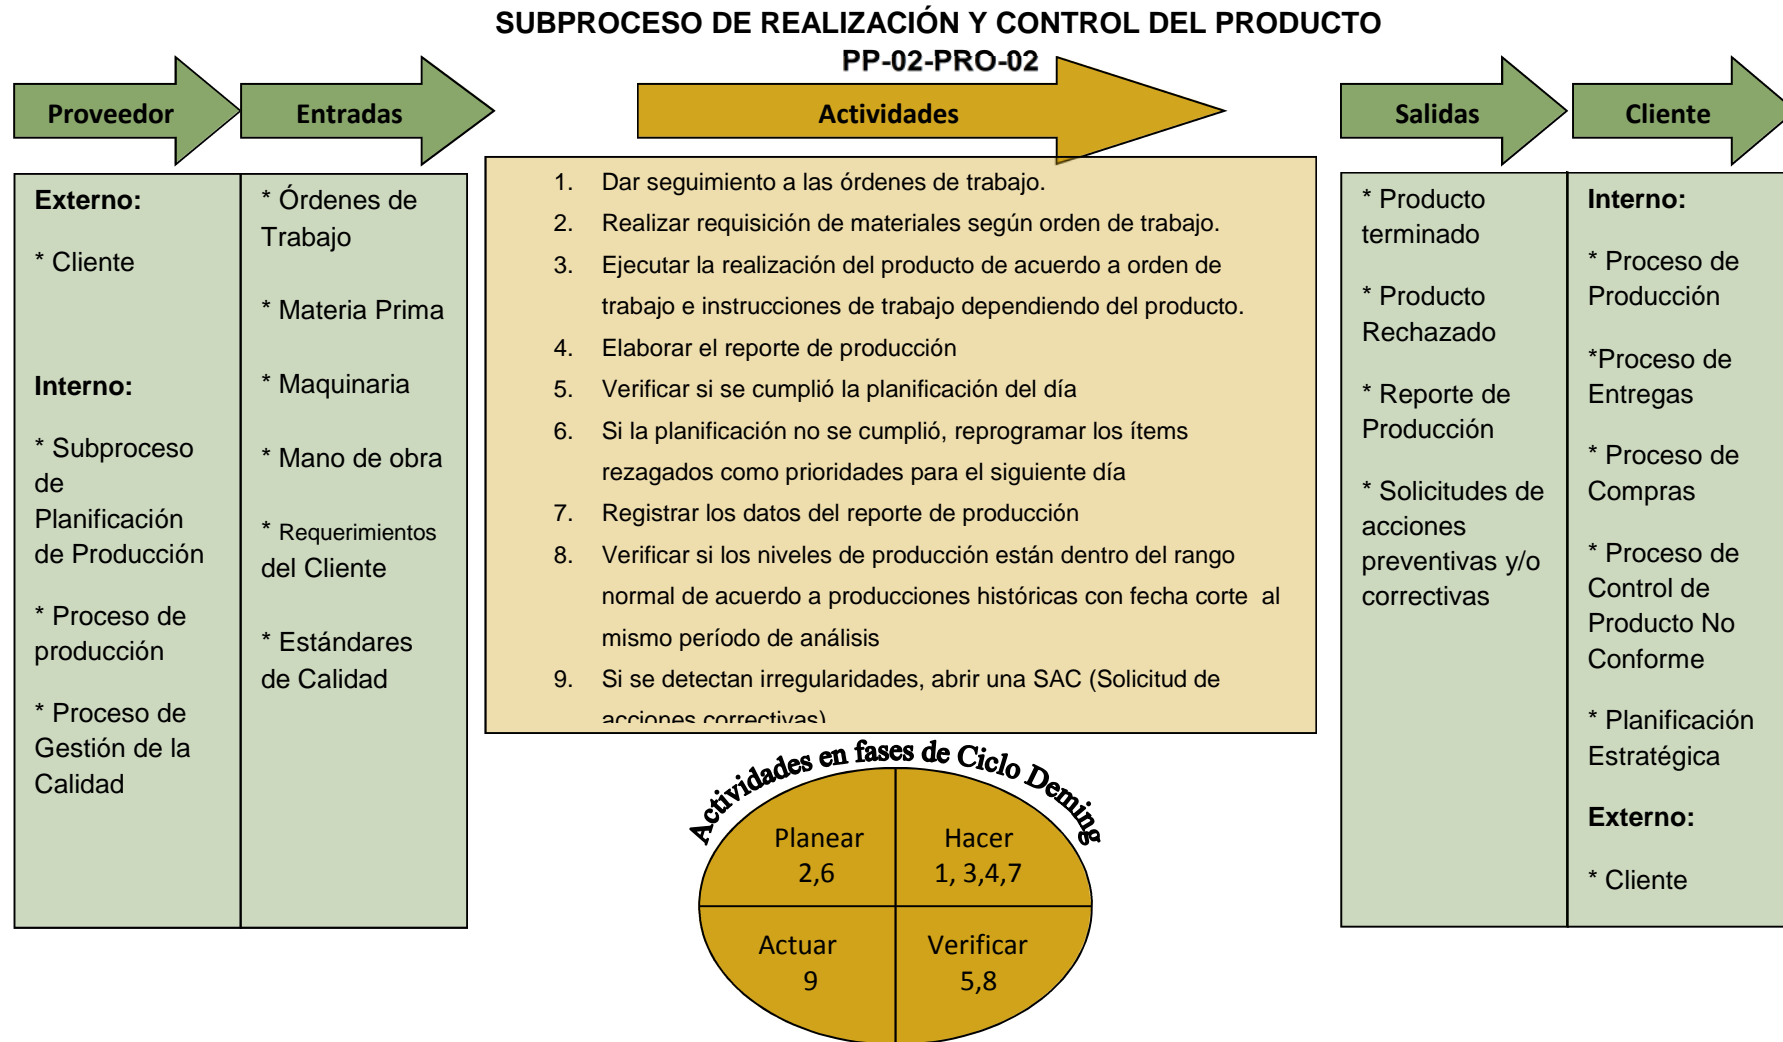 SUBPROCESO DE REALIZACIÓN Y CONTROL DEL PRODUCTO
PP-02-PRO-02
Proveedor
Entradas
Actividades
Salidas
Cliente
Externo:
* Cliente
Interno:
* Subproceso
de
Planificación
de Producción
* Proceso de
producción
* Proceso de
Gestión de la
Calidad
* Órdenes de
Trabajo
* Materia Prima
* Maquinaria
* Mano de obra
* Requerimientos
del Cliente
* Estándares
de Calidad
1. Dar seguimiento a las órdenes de trabajo.
2. Realizar requisición de materiales según orden de trabajo.
3. Ejecutar la realización del producto de acuerdo a orden de
trabajo e instrucciones de trabajo dependiendo del producto.
4. Elaborar el reporte de producción
5. Verificar si se cumplió la planificación del día
6. Si la planificación no se cumplió, reprogramar los ítems
rezagados como prioridades para el siguiente día
7. Registrar los datos del reporte de producción
8. Verificar si los niveles de producción están dentro del rango
normal de acuerdo a producciones históricas con fecha corte al
mismo período de análisis
9. Si se detectan irregularidades, abrir una SAC (Solicitud de
acciones correctivas)
* Producto
terminado
* Producto
Rechazado
* Reporte de
Producción
* Solicitudes de
acciones
preventivas y/o
correctivas
Interno:
* Proceso de
Producción
*Proceso de
Entregas
* Proceso de
Compras
* Proceso de
Control de
Producto No
Conforme
* Planificación
Estratégica
Externo:
* Cliente
Actividades en fases de Ciclo Deming
Planear
2,6
Hacer
1, 3,4,7
Actuar
9
Verificar
5,8